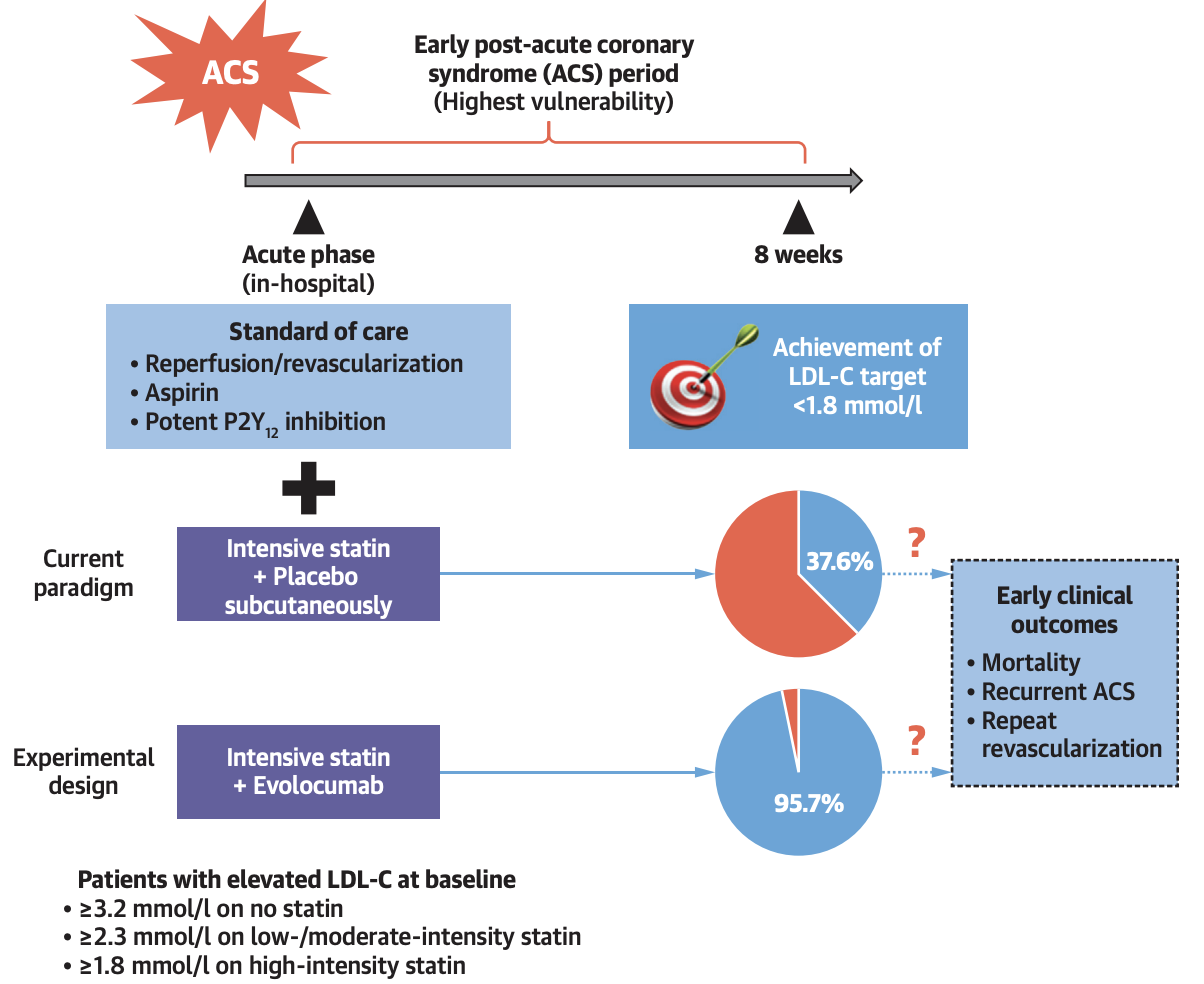 ACS
Early post-acute coronary
syndrome (ACS) period
(Highest vulnerability)
Acute phase
(in-hospital)
8 weeks
Standard of care
• Reperfusion/revascularization
• Aspirin
• Potent P2Y₁₂ inhibition
Achievement of
LDL-C target
<1.8 mmol/l
Current
paradigm
Intensive statin
+ Placebo
subcutaneously
37.6%
?
Early clinical
outcomes
• Mortality
• Recurrent ACS
• Repeat
revascularization
Experimental
design
Intensive statin
+ Evolocumab
95.7%
?
Patients with elevated LDL-C at baseline
• ≥3.2 mmol/l on no statin
• ≥2.3 mmol/l on low-/moderate-intensity statin
• ≥1.8 mmol/l on high-intensity statin